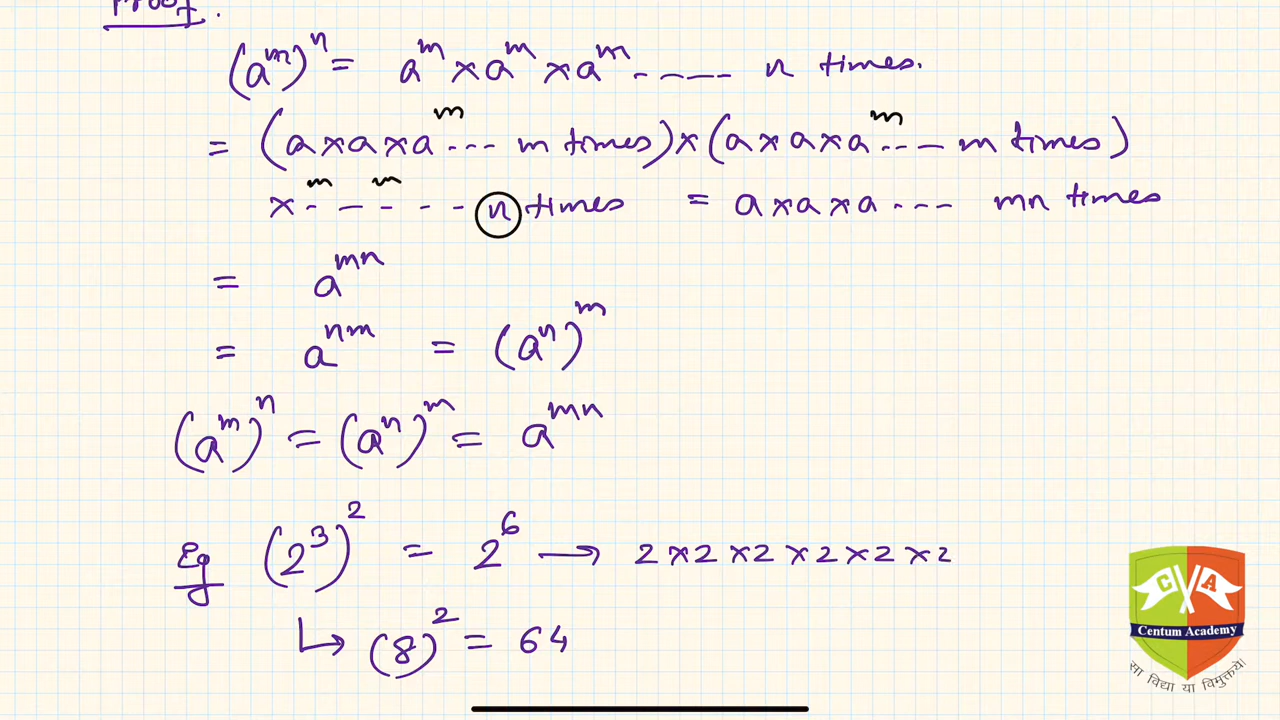 Proof.
(a^m)^n = a^m × a^m × a^m ----- n times.
= (a×a×a ^m --- m times) × (a×a×a ^m --- m times)
× - ^m - - ^m - - - n times = a×a×a --- mn times
= a^mn
= a^nm = (a^n)^m
(a^m)^n = (a^n)^m = a^mn
Eg (2^3)^2 = 2^6 → 2×2×2×2×2×2
↳ (8)^2 = 64
C A
Centum Academy
सा विद्या या विमुक्तये।